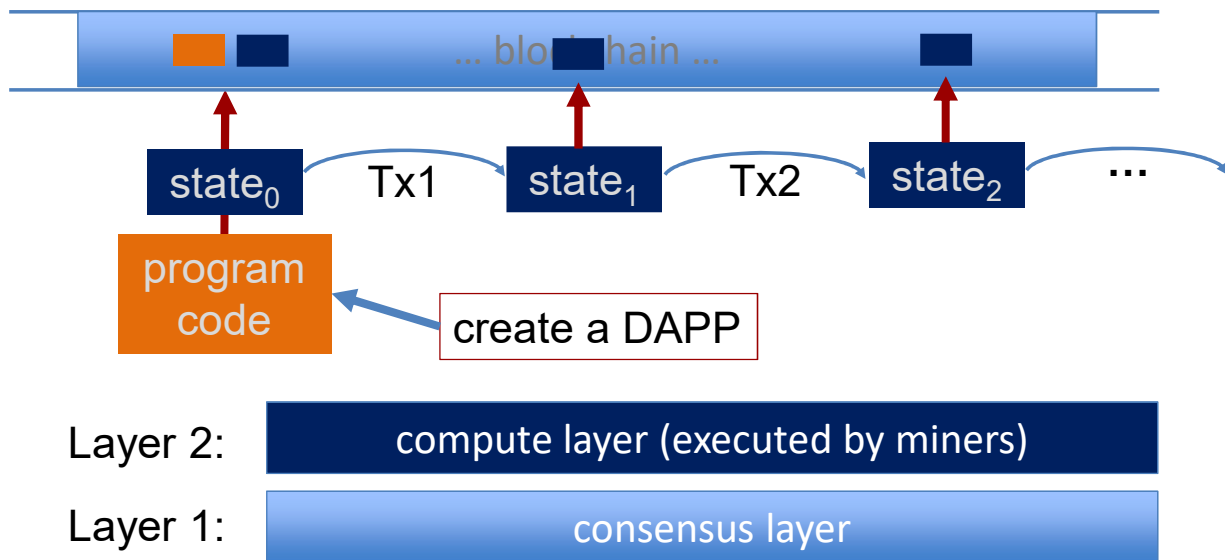 ... blockchain ...
state₀
Tx1
state₁
Tx2
state₂
...
program
code
create a DAPP
Layer 2:
compute layer (executed by miners)
Layer 1:
consensus layer